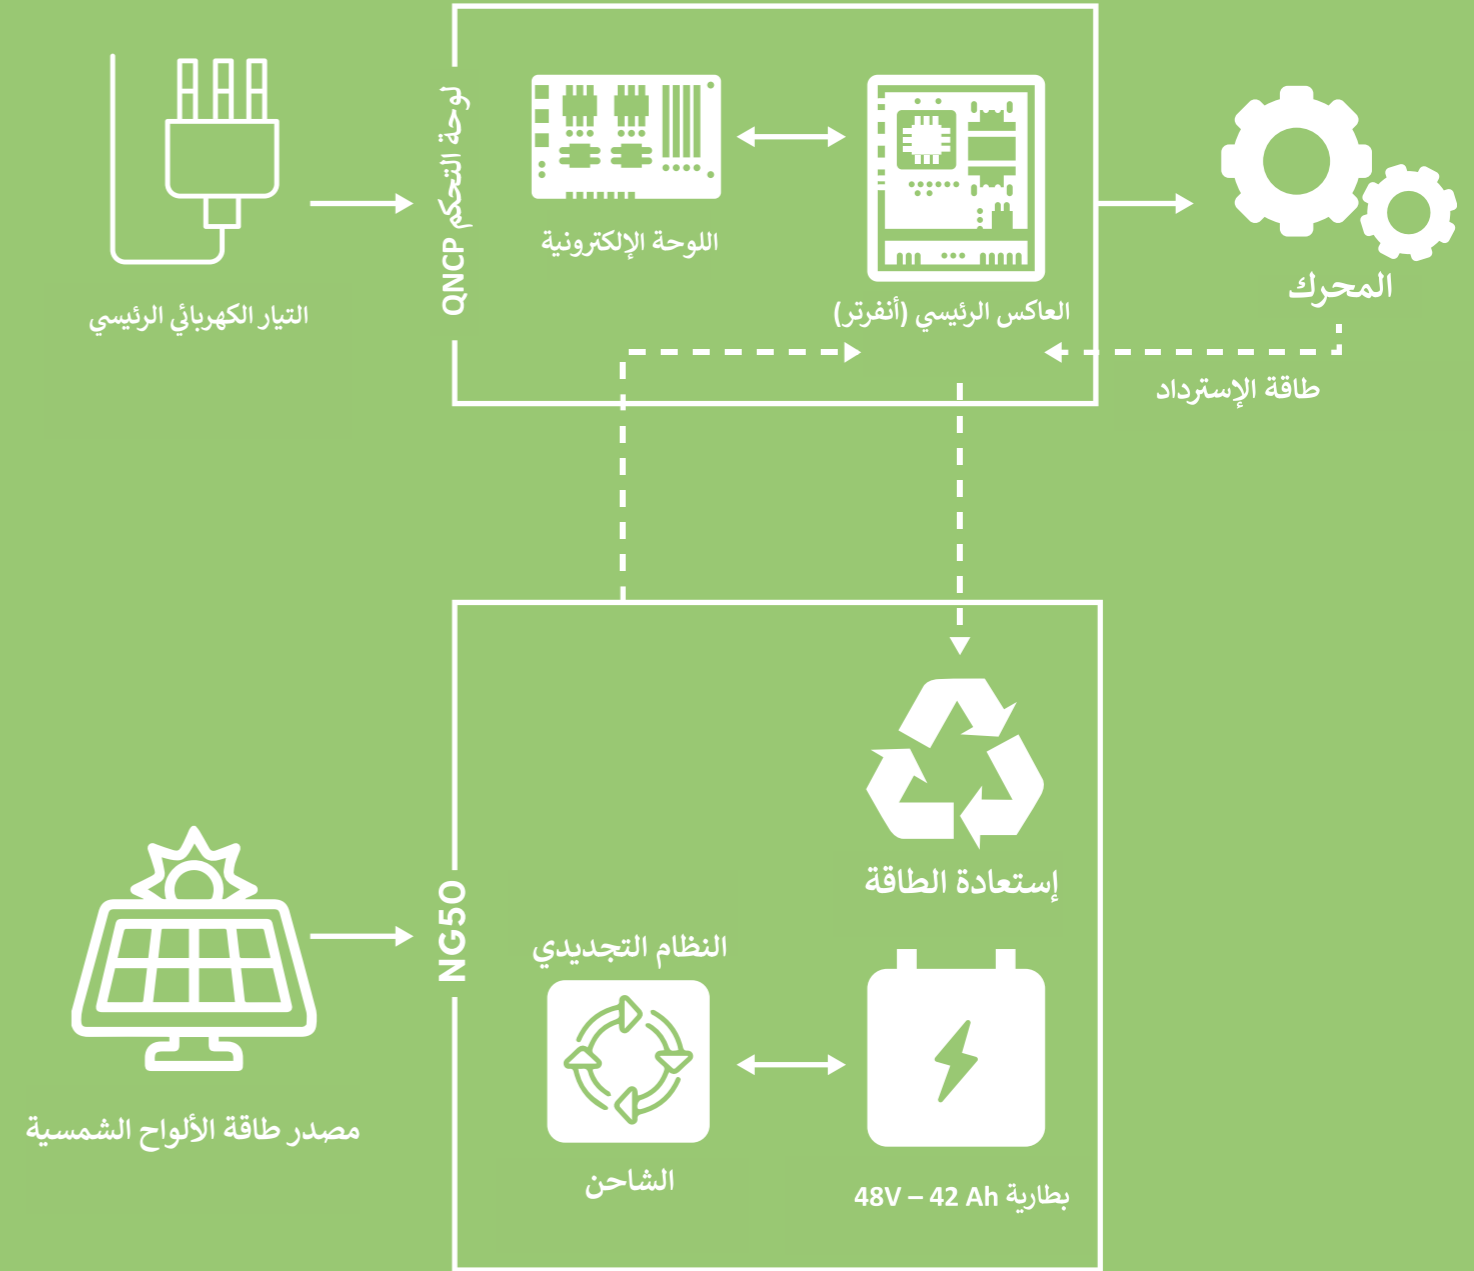 لوحة التحكم QNCP
اللوحة الإلكترونية
العاكس الرئيسي (أنفرتر)
المحرك
التيار الكهربائي الرئيسي
طاقة الإسترداد
إستعادة الطاقة
NG50
النظام التجديدي
مصدر طاقة الألواح الشمسية
الشاحن
بطارية 48V – 42 Ah